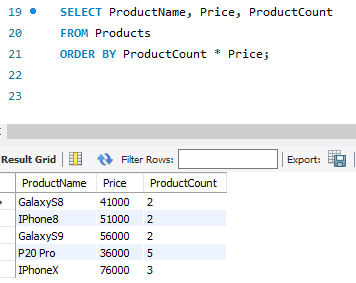 19 SELECT ProductName, Price, ProductCount
20 FROM Products
21 ORDER BY ProductCount * Price;
22
23
Result Grid Filter Rows: Export:
ProductName Price ProductCount
GalaxyS8 41000 2
IPhone8 51000 2
GalaxyS9 56000 2
P20 Pro 36000 5
IPhoneX 76000 3